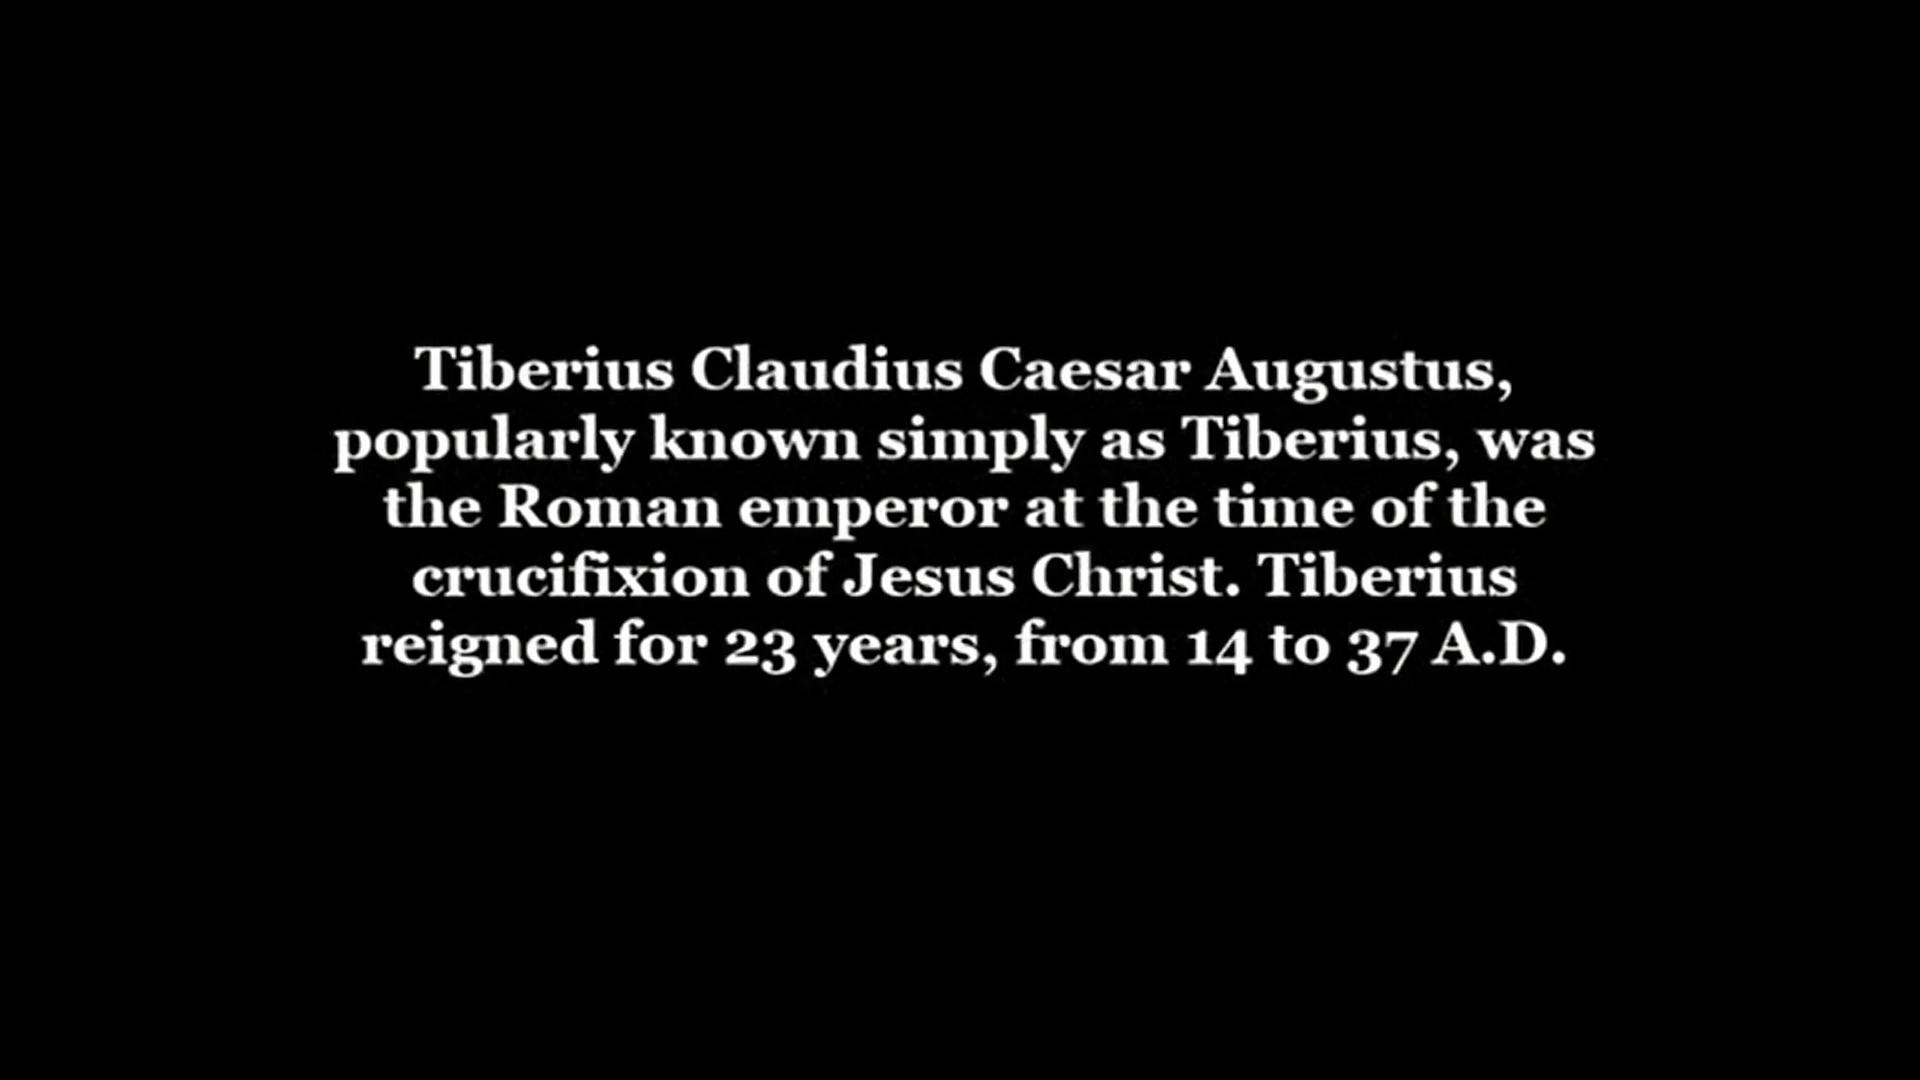 Tiberius Claudius Caesar Augustus,
popularly known simply as Tiberius, was
the Roman emperor at the time of the
crucifixion of Jesus Christ. Tiberius
reigned for 23 years, from 14 to 37 A.D.